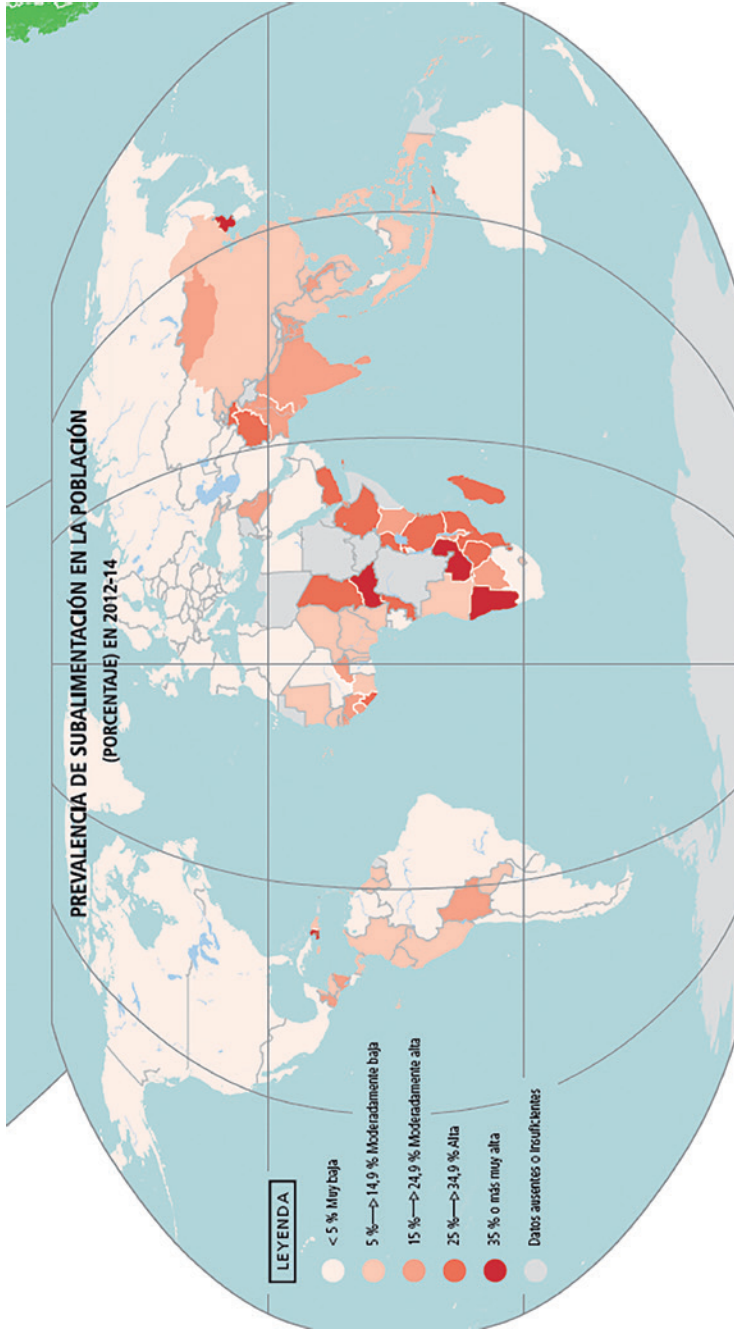 PREVALENCIA DE SUBALIMENTACIÓN EN LA POBLACIÓN
(PORCENTAJE) EN 2012-14
LEYENDA
< 5 % Muy baja
5 %—> 14,9 % Moderadamente baja
15 %—> 24,9 % Moderadamente alta
25 %—> 34,9 % Alta
35 % o más muy alta
Datos ausentes o insuficientes